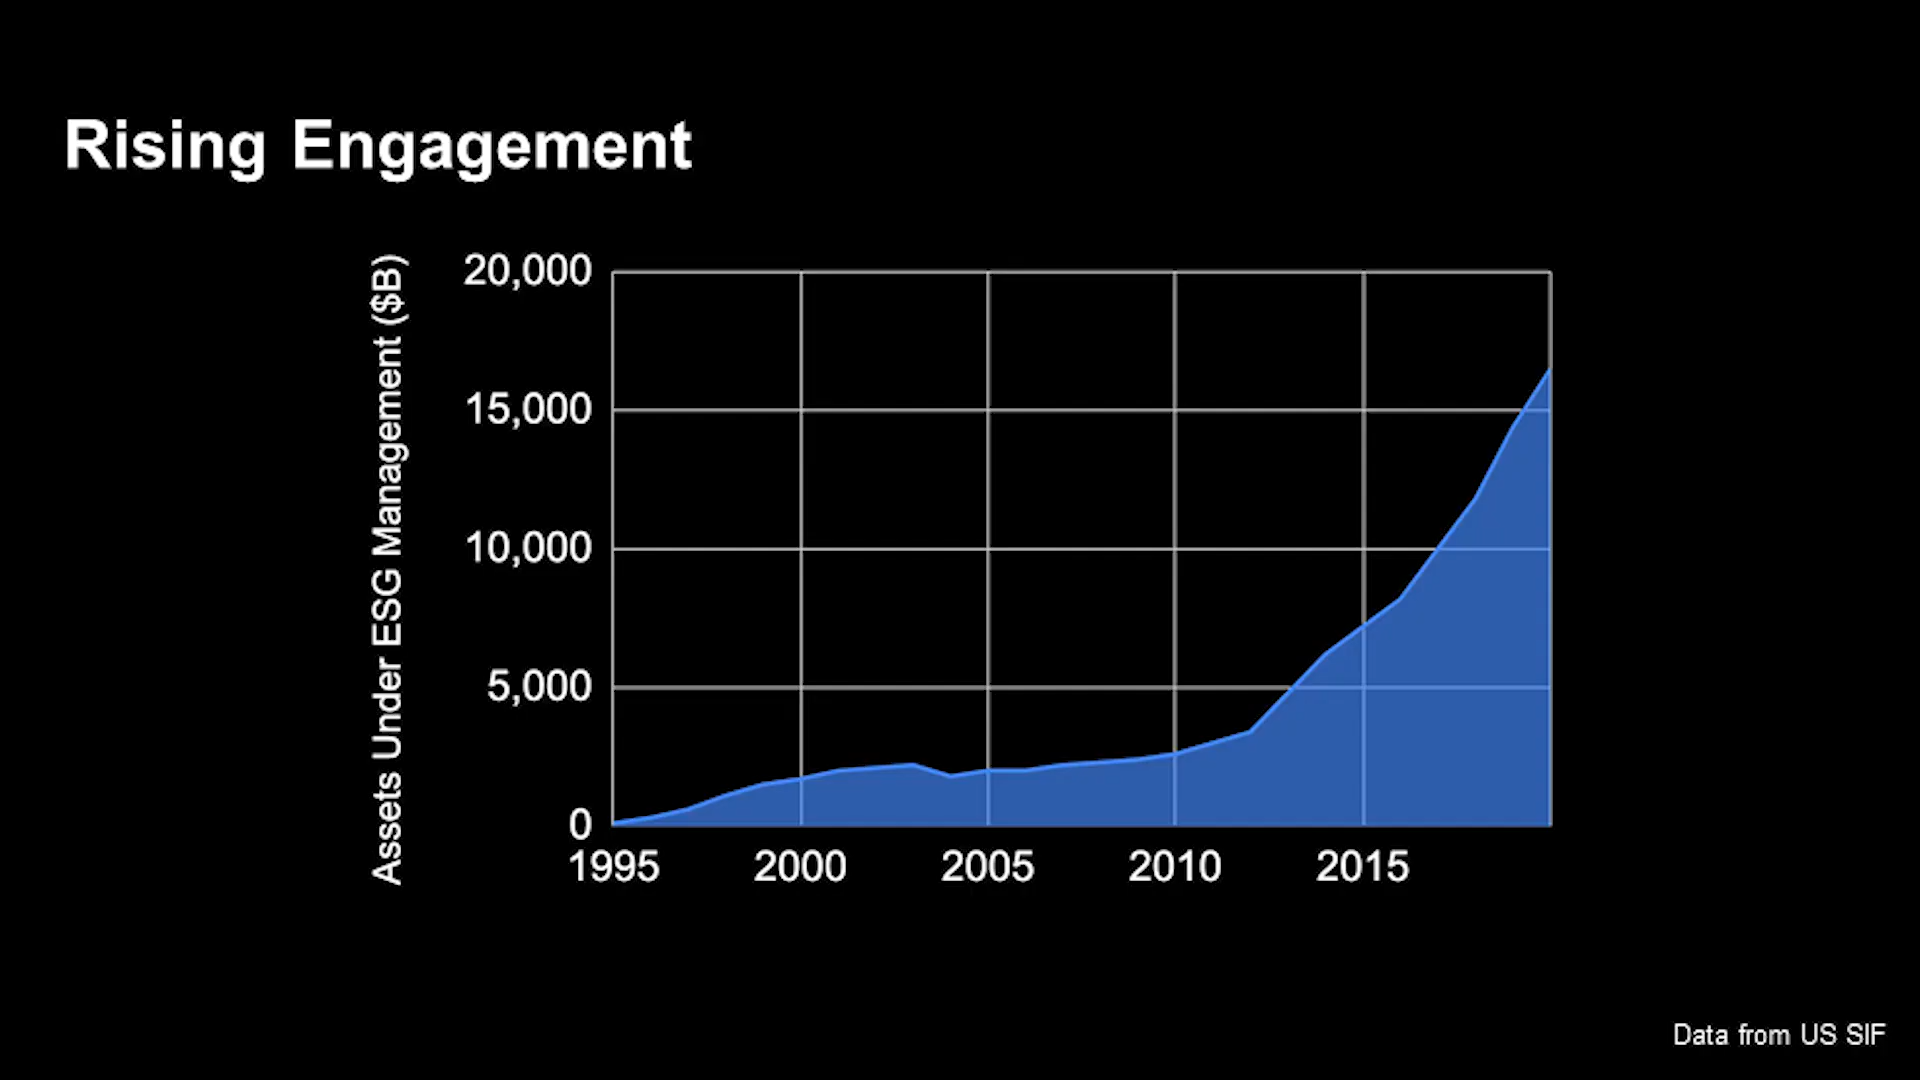 Rising Engagement
Assets Under ESG Management ($B)
20,000
15,000
10,000
5,000
0
1995 2000 2005 2010 2015
Data from US SIF